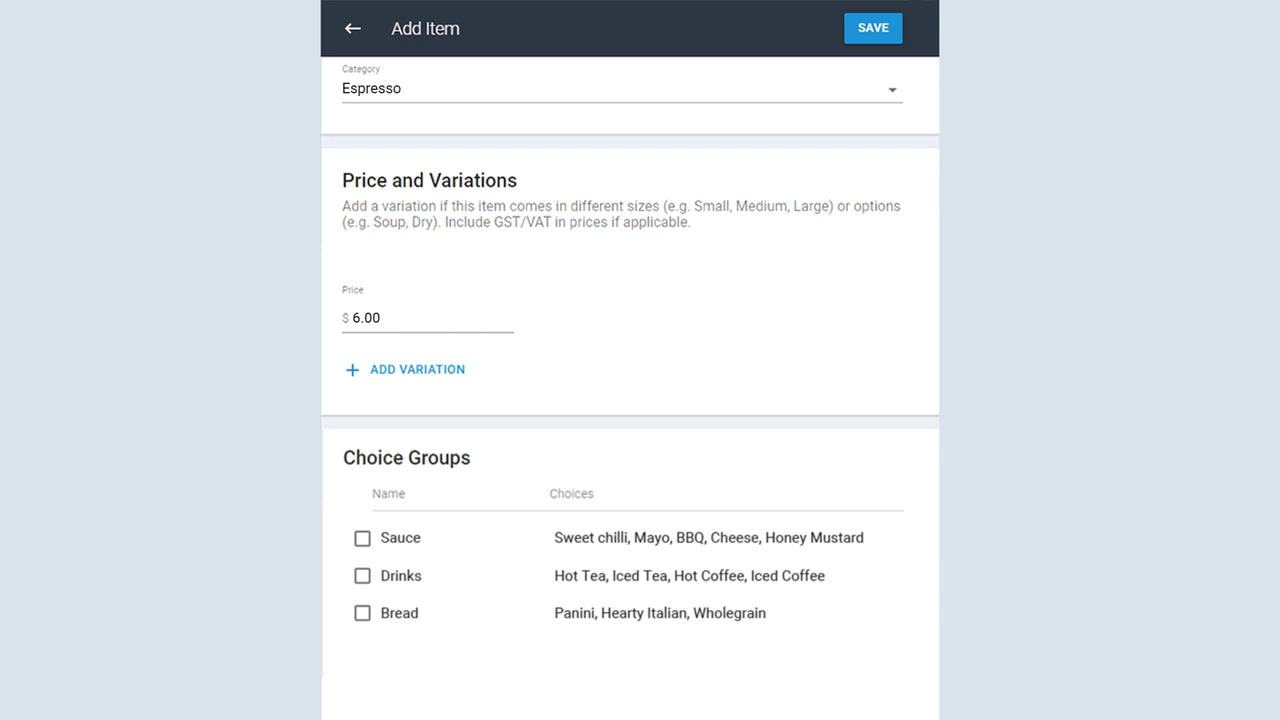 Add Item
SAVE
Category
Espresso
Price and Variations
Add a variation if this item comes in different sizes (e.g. Small, Medium, Large) or options
(e.g. Soup, Dry). Include GST/VAT in prices if applicable.
Price
$ 6.00
ADD VARIATION
Choice Groups
Name Choices
Sauce Sweet chilli, Mayo, BBQ, Cheese, Honey Mustard
Drinks Hot Tea, Iced Tea, Hot Coffee, Iced Coffee
Bread Panini, Hearty Italian, Wholegrain